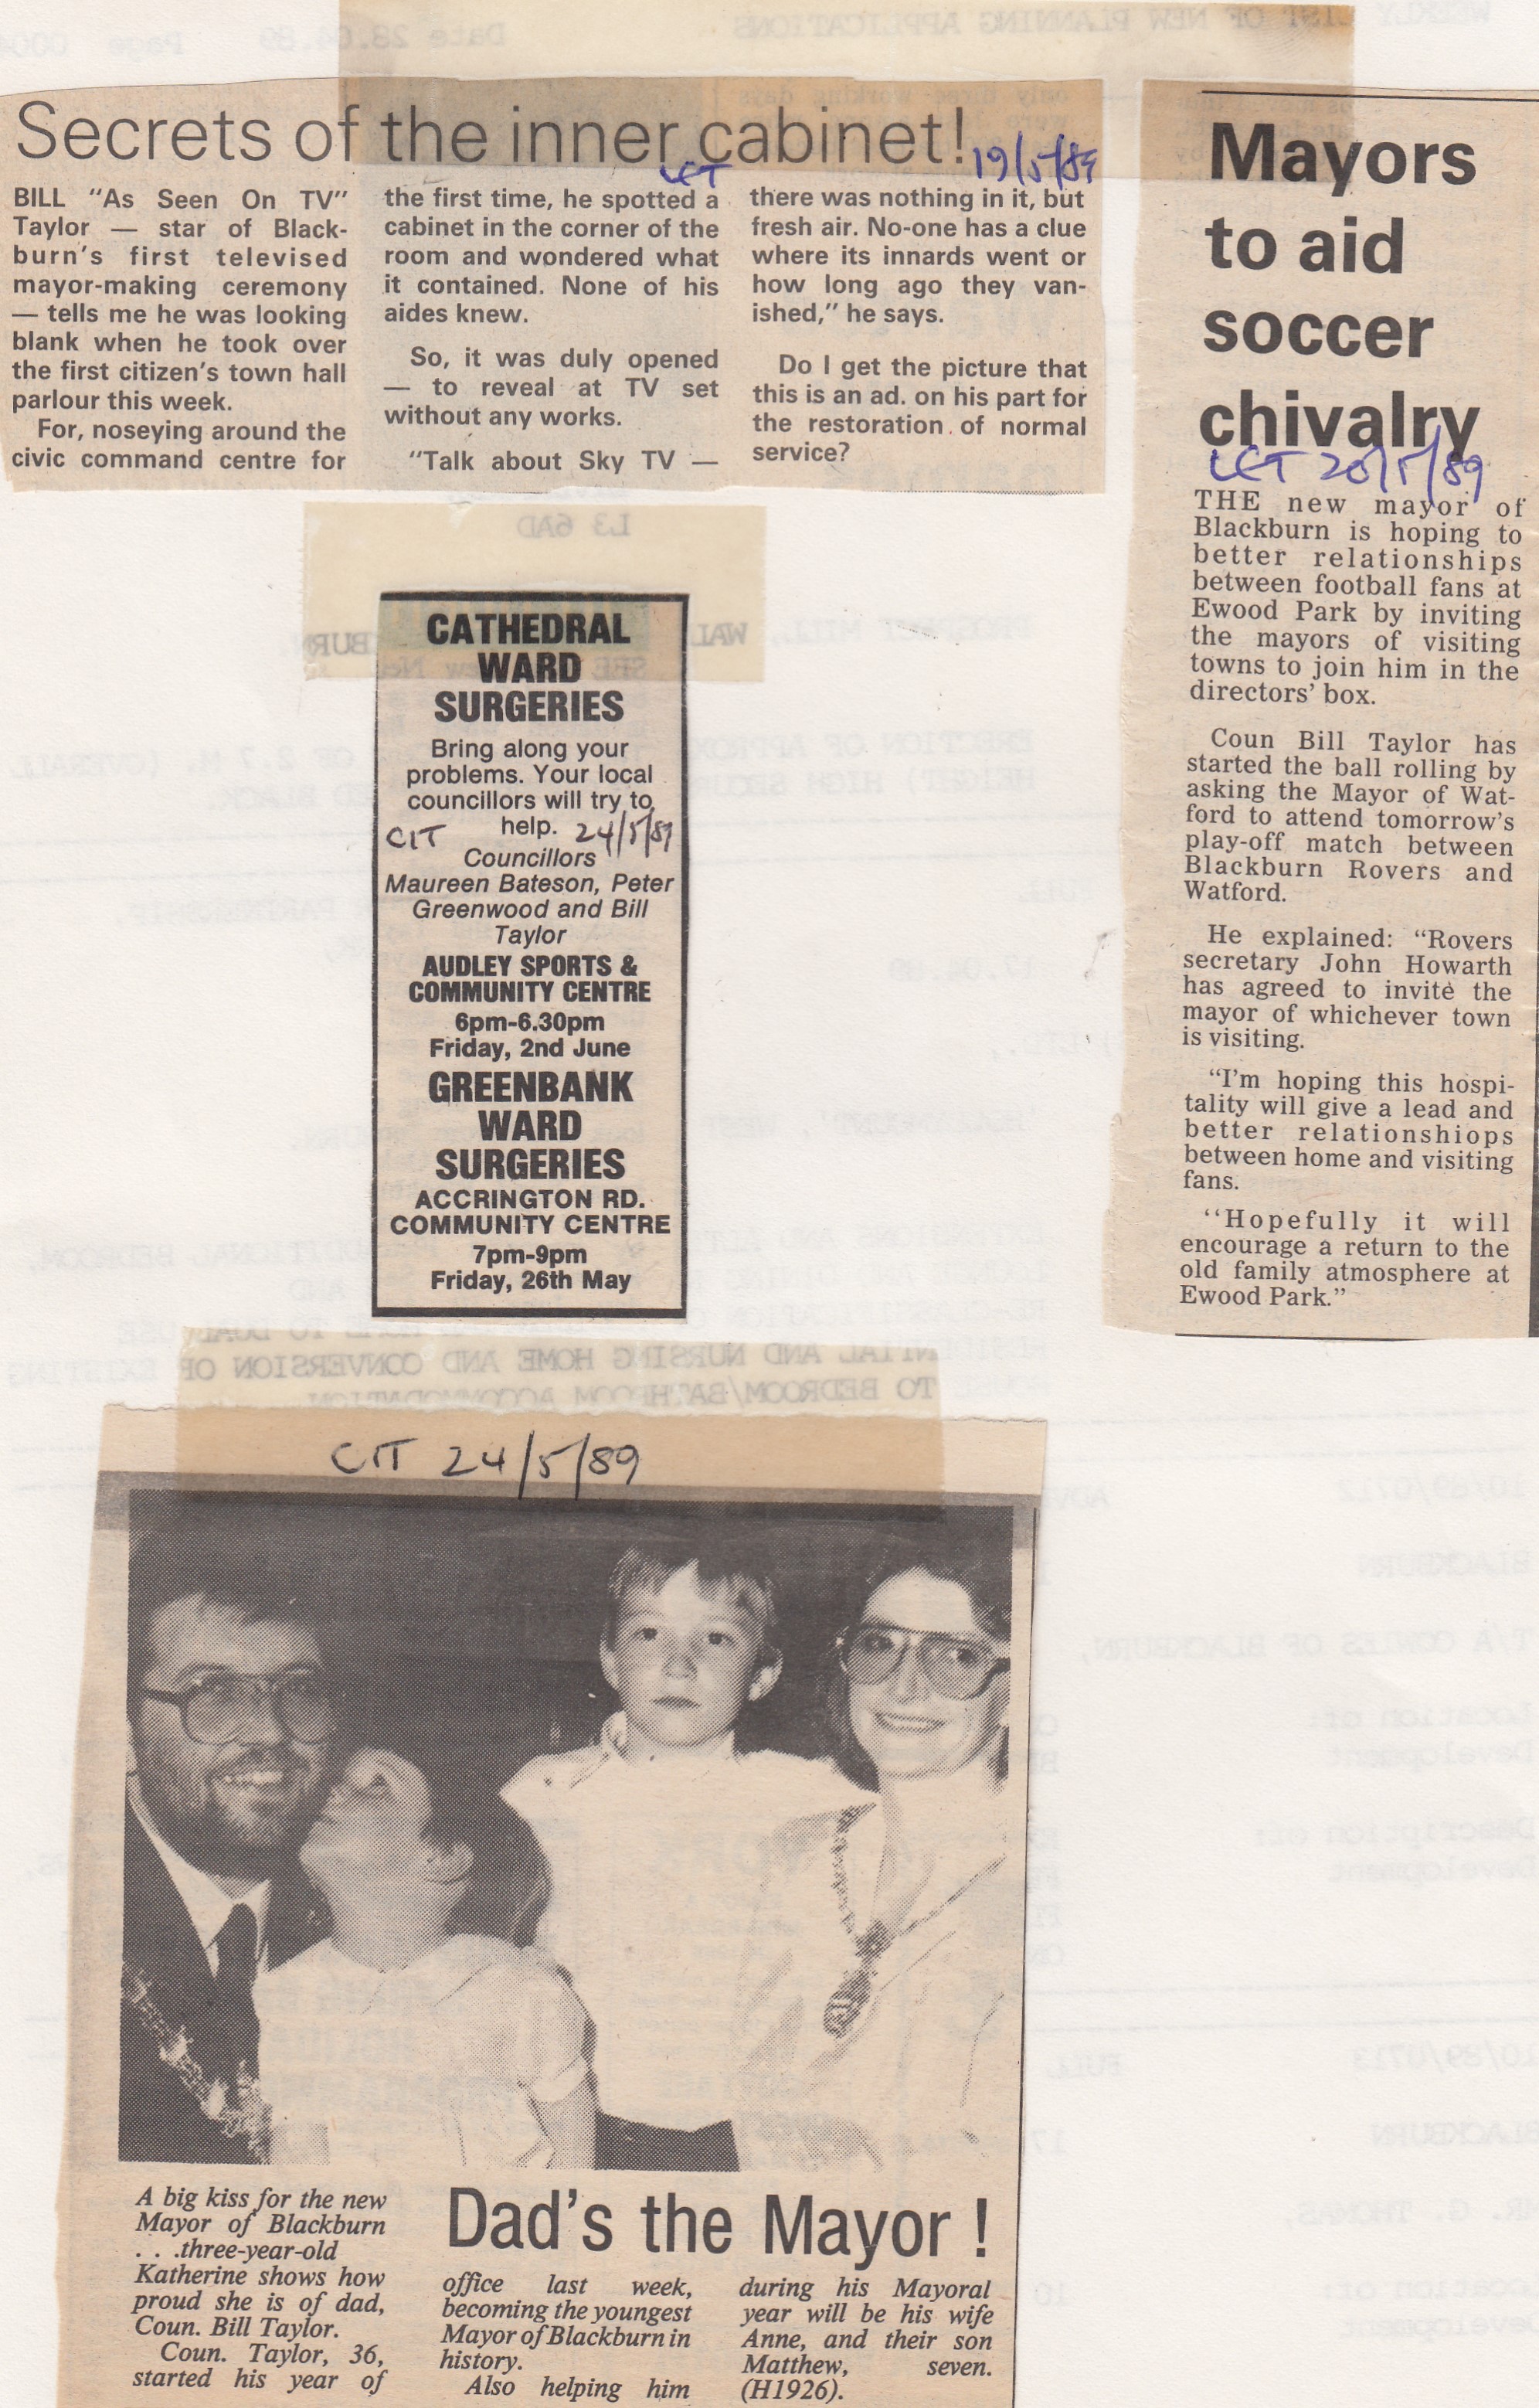 Secrets of the inner cabinet!
LET 19/5/89
BILL "As Seen On TV"
Taylor — star of Black-
burn's first televised
mayor-making ceremony
— tells me he was looking
blank when he took over
the first citizen's town hall
parlour this week.
For, noseying around the
civic command centre for
the first time, he spotted a
cabinet in the corner of the
room and wondered what
it contained. None of his
aides knew.
So, it was duly opened
— to reveal at TV set
without any works.
"Talk about Sky TV —
there was nothing in it, but
fresh air. No-one has a clue
where its innards went or
how long ago they van-
ished," he says.
Do I get the picture that
this is an ad. on his part for
the restoration of normal
service?
Mayors
to aid
soccer
chivalry
LET 20/5/89
THE new mayor of
Blackburn is hoping to
better relationships
between football fans at
Ewood Park by inviting
the mayors of visiting
towns to join him in the
directors' box.
Coun Bill Taylor has
started the ball rolling by
asking the Mayor of Wat-
ford to attend tomorrow's
play-off match between
Blackburn Rovers and
Watford.
He explained: "Rovers
secretary John Howarth
has agreed to invite the
mayor of whichever town
is visiting.
"I'm hoping this hospi-
tality will give a lead and
better relationshiops
between home and visiting
fans.
"Hopefully it will
encourage a return to the
old family atmosphere at
Ewood Park."
CATHEDRAL
WARD
SURGERIES
Bring along your
problems. Your local
councillors will try to
help.
CIT 24/5/89
Councillors
Maureen Bateson, Peter
Greenwood and Bill
Taylor
AUDLEY SPORTS &
COMMUNITY CENTRE
6pm-6.30pm
Friday, 2nd June
GREENBANK
WARD
SURGERIES
ACCRINGTON RD.
COMMUNITY CENTRE
7pm-9pm
Friday, 26th May
CIT 24/5/89
Dad's the Mayor !
A big kiss for the new
Mayor of Blackburn
. . .three-year-old
Katherine shows how
proud she is of dad,
Coun. Bill Taylor.
Coun. Taylor, 36,
started his year of
office last week,
becoming the youngest
Mayor of Blackburn in
history.
Also helping him
during his Mayoral
year will be his wife
Anne, and their son
Matthew, seven.
(H1926).